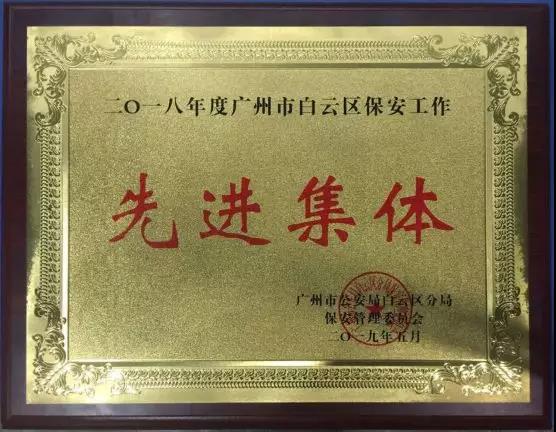 二〇一八年度广州市白云区保安工作
先进集体
广州市公安局白云区分局
保安管理委员会
二〇一九年五月